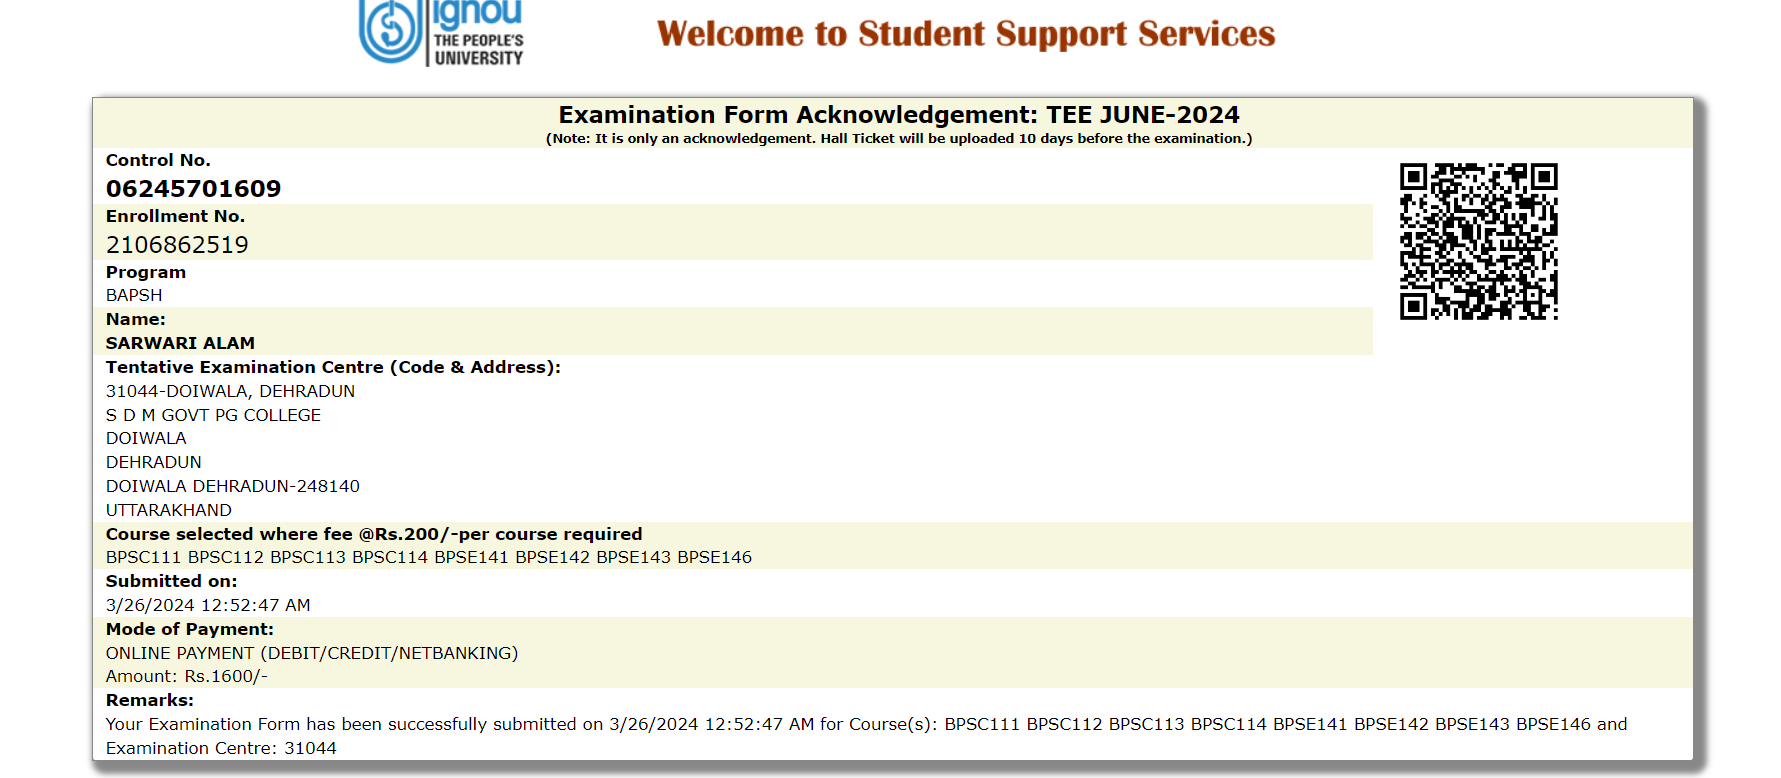 ignou
THE PEOPLE'S
UNIVERSITY
Welcome to Student Support Services
Examination Form Acknowledgement: TEE JUNE-2024
(Note: It is only an acknowledgement. Hall Ticket will be uploaded 10 days before the examination.)
Control No.
06245701609
Enrollment No.
2106862519
Program
BAPSH
Name:
SARWARI ALAM
Tentative Examination Centre (Code & Address):
31044-DOIWALA, DEHRADUN
S D M GOVT PG COLLEGE
DOIWALA
DEHRADUN
DOIWALA DEHRADUN-248140
UTTARAKHAND
Course selected where fee @Rs.200/-per course required
BPSC111 BPSC112 BPSC113 BPSC114 BPSE141 BPSE142 BPSE143 BPSE146
Submitted on:
3/26/2024 12:52:47 AM
Mode of Payment:
ONLINE PAYMENT (DEBIT/CREDIT/NETBANKING)
Amount: Rs.1600/-
Remarks:
Your Examination Form has been successfully submitted on 3/26/2024 12:52:47 AM for Course(s): BPSC111 BPSC112 BPSC113 BPSC114 BPSE141 BPSE142 BPSE143 BPSE146 and
Examination Centre: 31044